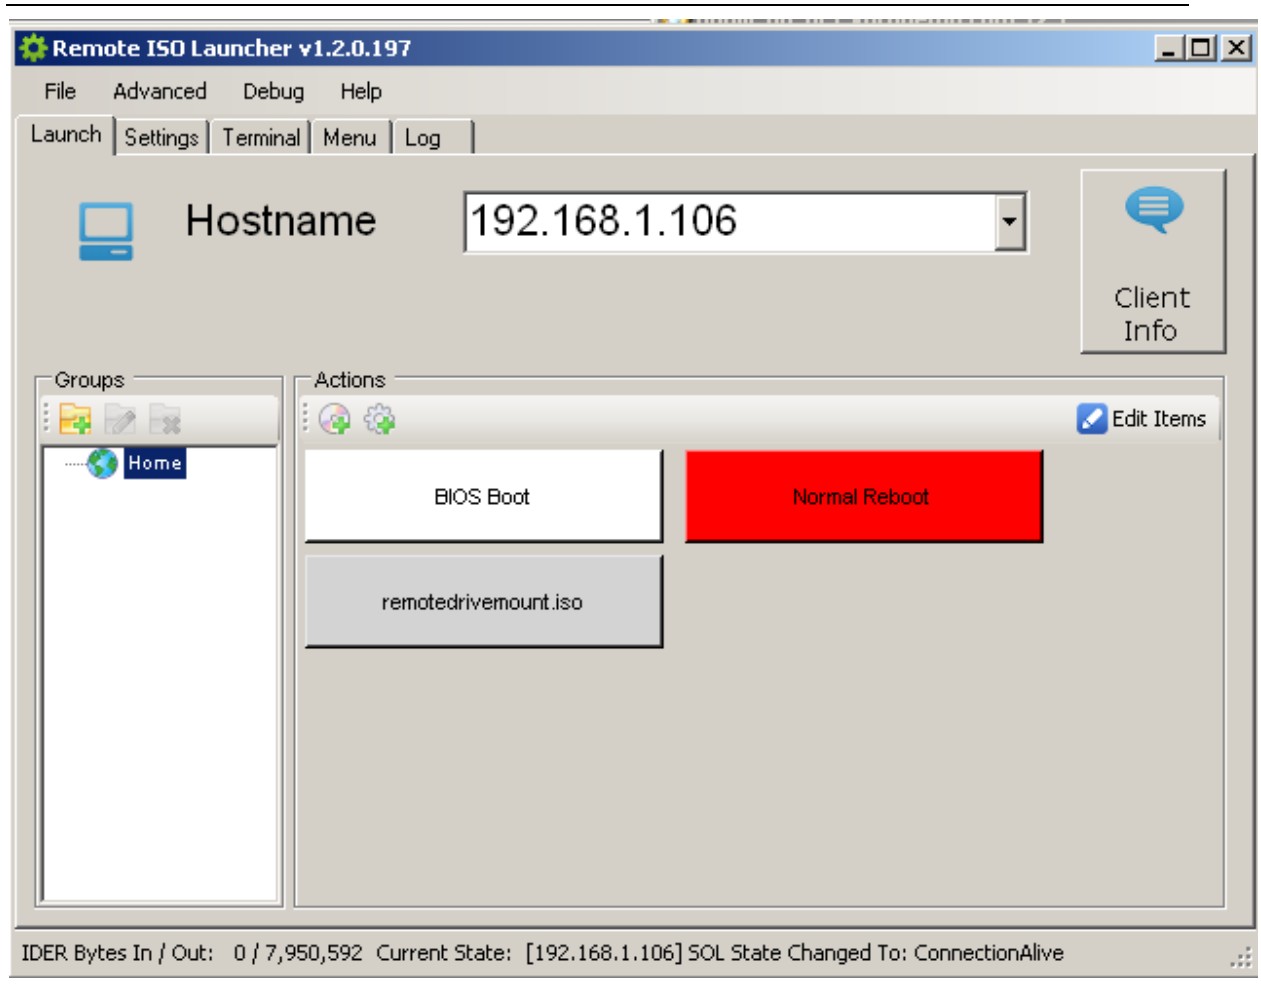 Remote ISO Launcher v1.2.0.197
File Advanced Debug Help
Launch Settings Terminal Menu Log
Hostname 192.168.1.106
Client
Info
Groups
Actions
Edit Items
Home
BIOS Boot
Normal Reboot
remotedrivemount.iso
IDER Bytes In / Out: 0 / 7,950,592 Current State: [192.168.1.106] SOL State Changed To: ConnectionAlive